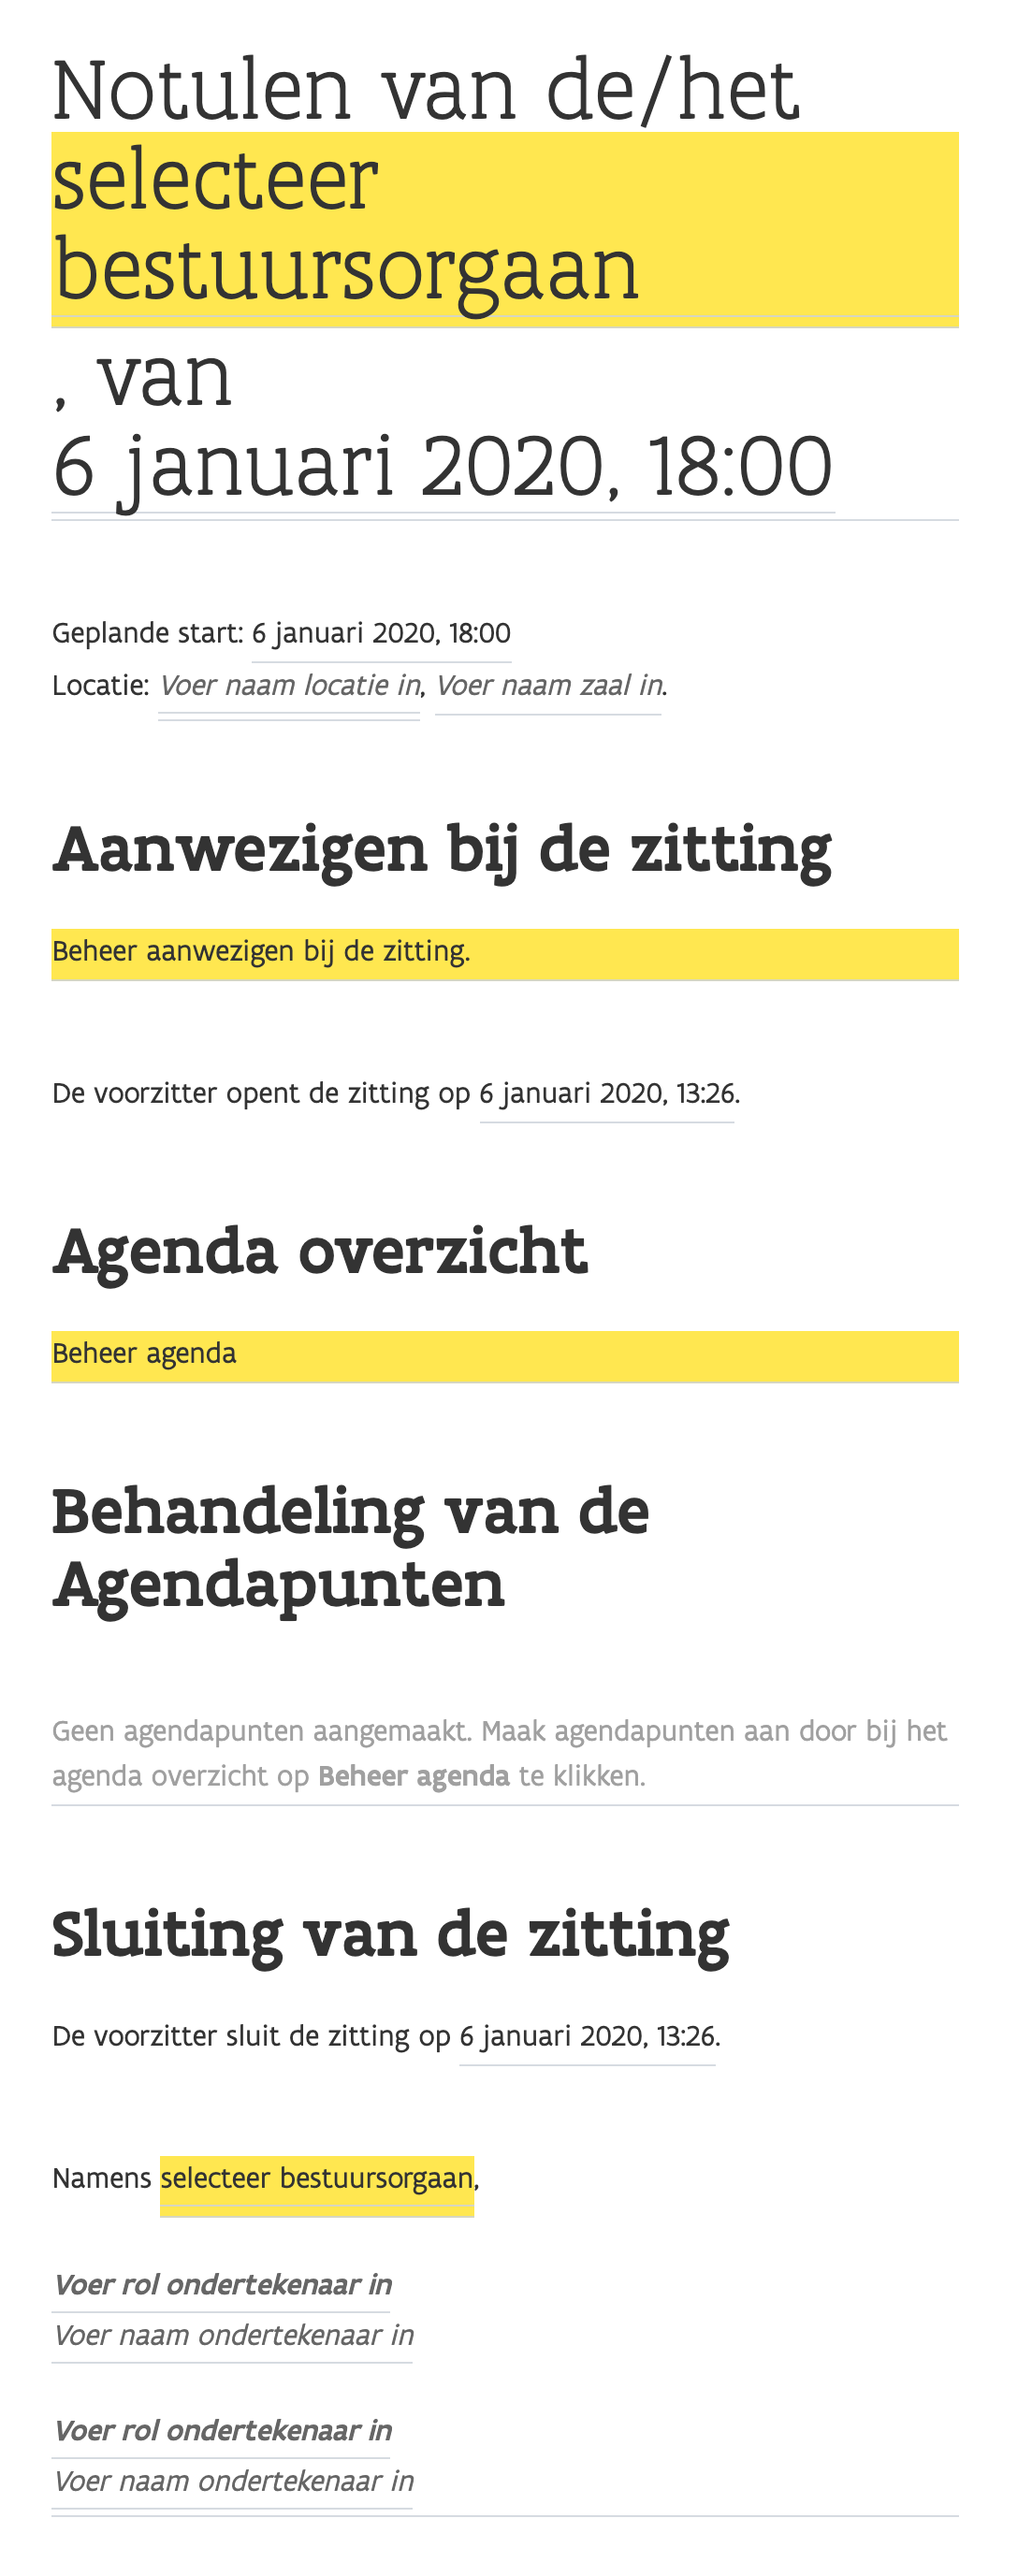 Notulen van de/het
selecteer
bestuursorgaan
, van
6 januari 2020, 18:00
Geplande start: 6 januari 2020, 18:00
Locatie: Voer naam locatie in, Voer naam zaal in.
Aanwezigen bij de zitting
Beheer aanwezigen bij de zitting.
De voorzitter opent de zitting op 6 januari 2020, 13:26.
Agenda overzicht
Beheer agenda
Behandeling van de
Agendapunten
Geen agendapunten aangemaakt. Maak agendapunten aan door bij het
agenda overzicht op Beheer agenda te klikken.
Sluiting van de zitting
De voorzitter sluit de zitting op 6 januari 2020, 13:26.
Namens selecteer bestuursorgaan,
Voer rol ondertekenaar in
Voer naam ondertekenaar in
Voer rol ondertekenaar in
Voer naam ondertekenaar in